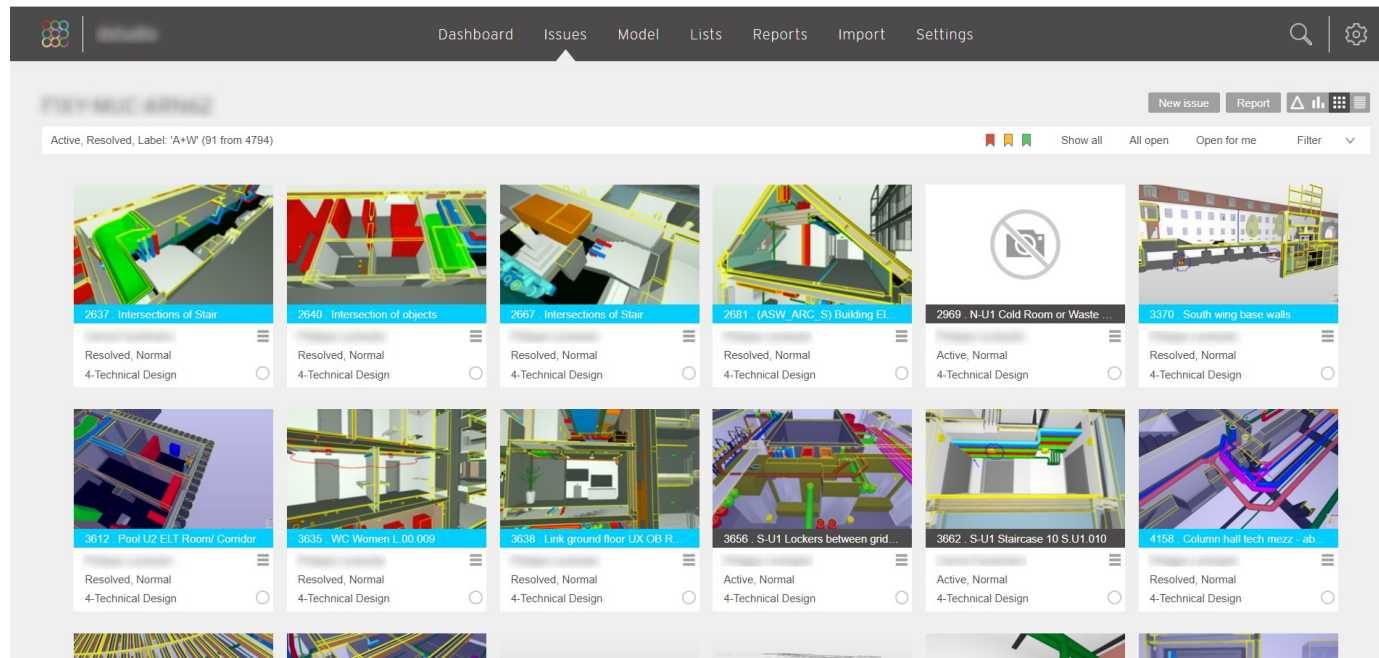 Dashboard Issues Model Lists Reports Import Settings
New issue Report
Active, Resolved, Label: 'A+W' (91 from 4794)
Show all All open Open for me Filter
2637 . Intersections of Stair
Resolved, Normal
4-Technical Design
2640 . Intersection of objects
Resolved, Normal
4-Technical Design
2667 . Intersections of Stair
Resolved, Normal
4-Technical Design
2681 . (ASW_ARC_S) Building El...
Resolved, Normal
4-Technical Design
2969 . N-U1 Cold Room or Waste ...
Active, Normal
4-Technical Design
3370 . South wing base walls
Resolved, Normal
4-Technical Design
3612 . Pool U2 ELT Room/ Corridor
Resolved, Normal
4-Technical Design
3635 . WC Women L.00.009
Resolved, Normal
4-Technical Design
3638 . Link ground floor UX OB R...
Resolved, Normal
4-Technical Design
3656 . S-U1 Lockers between grid...
Active, Normal
4-Technical Design
3662 . S-U1 Staircase 10 S.U1.010
Active, Normal
4-Technical Design
4158 . Column hall tech mezz - ab...
Resolved, Normal
4-Technical Design